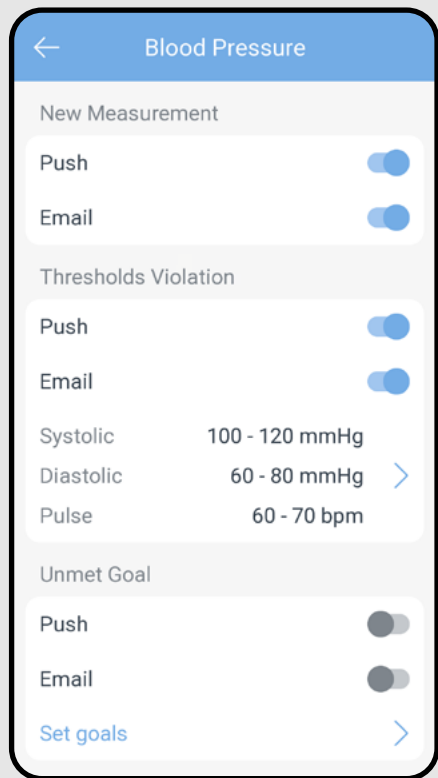 Blood Pressure
New Measurement
Push
Email
Thresholds Violation
Push
Email
Systolic 100 - 120 mmHg
Diastolic 60 - 80 mmHg
Pulse 60 - 70 bpm
Unmet Goal
Push
Email
Set goals